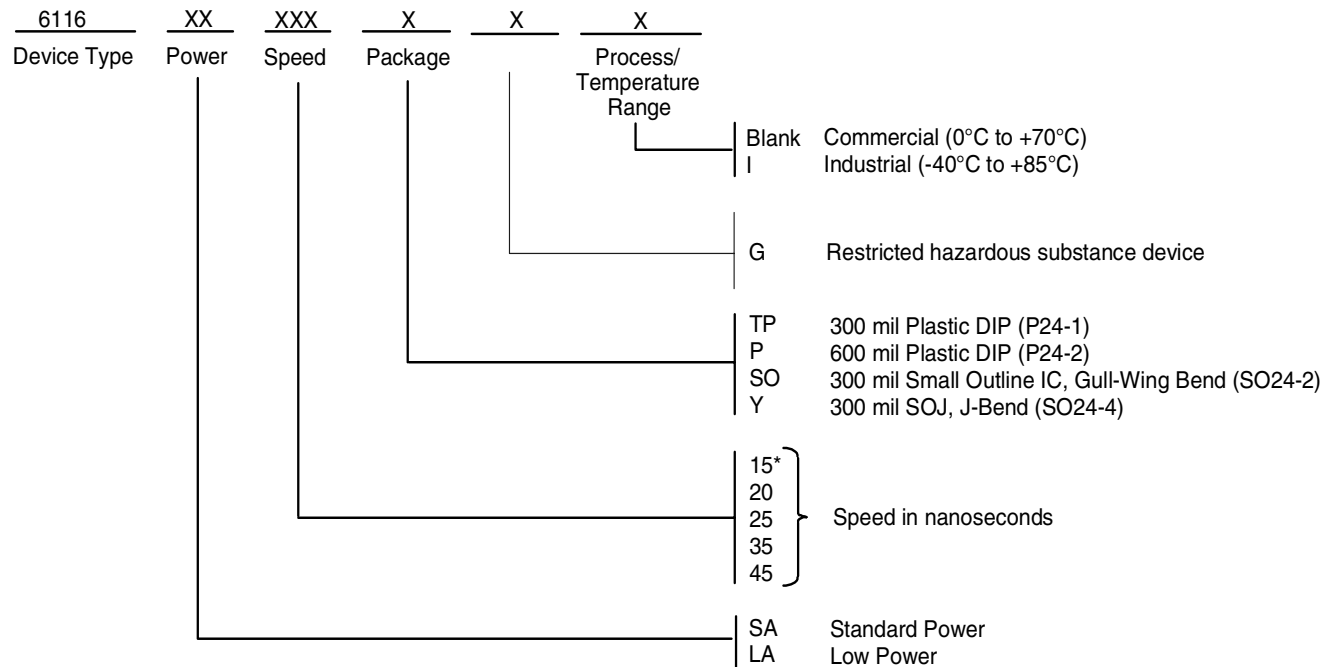 6116 XX XXX X X X
Device Type Power Speed Package Process/
Temperature
Range
Blank Commercial (0°C to +70°C)
I Industrial (-40°C to +85°C)
G Restricted hazardous substance device
TP 300 mil Plastic DIP (P24-1)
P 600 mil Plastic DIP (P24-2)
SO 300 mil Small Outline IC, Gull-Wing Bend (SO24-2)
Y 300 mil SOJ, J-Bend (SO24-4)
15*
20
25 Speed in nanoseconds
35
45
SA Standard Power
LA Low Power